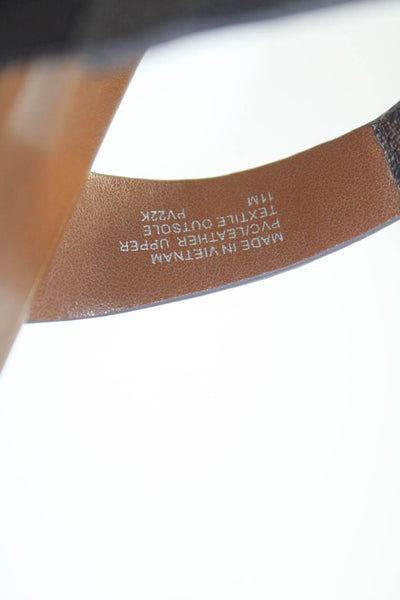 MADE IN VIETNAM
PVC/LEATHER UPPER
TEXTILE OUTSOLE
PV22K
11M